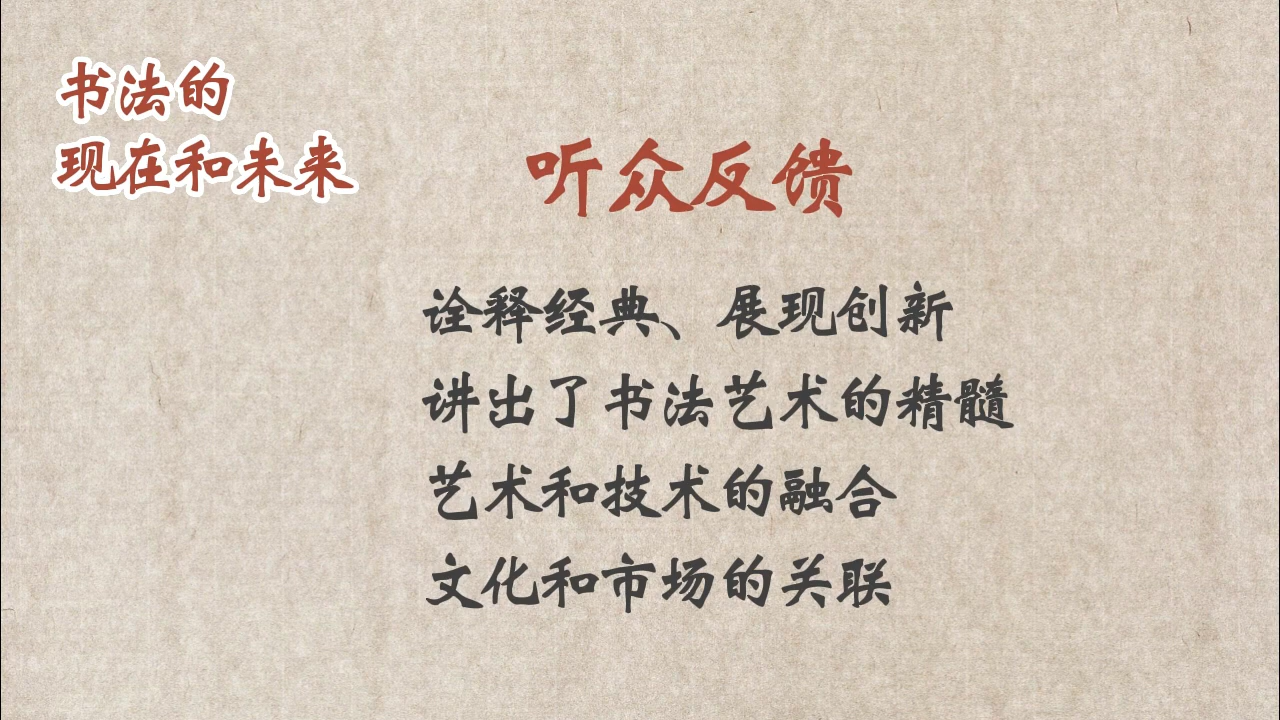 书法的
现在和未来
听众反馈
诠释经典、展现创新
讲出了书法艺术的精髓
艺术和技术的融合
文化和市场的关联